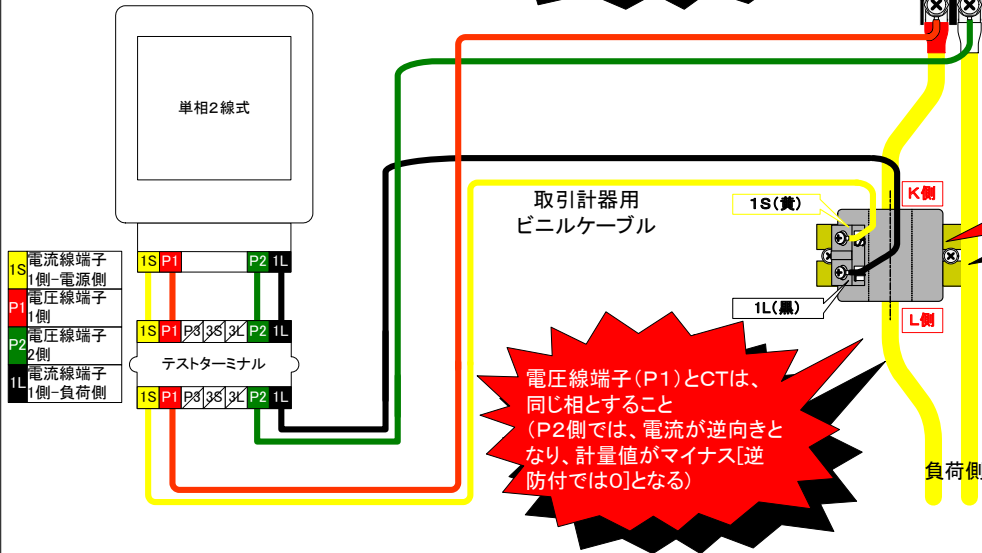 単相2線式
取引計器用
ビニルケーブル
1S(黄)
K側
1S 電流線端子
1側-電源側
P1 電圧線端子
1側
P2 電圧線端子
2側
1L 電流線端子
1側-負荷側
1S P1 P2 1L
1L(黒)
L側
1S P1 P3 3S 3L P2 1L
テストターミナル
1S P1 P3 3S 3L P2 1L
電圧線端子(P1)とCTは、
同じ相とすること
(P2側では、電流が逆向きと
なり、計量値がマイナス[逆
防付では0]となる)
負荷側